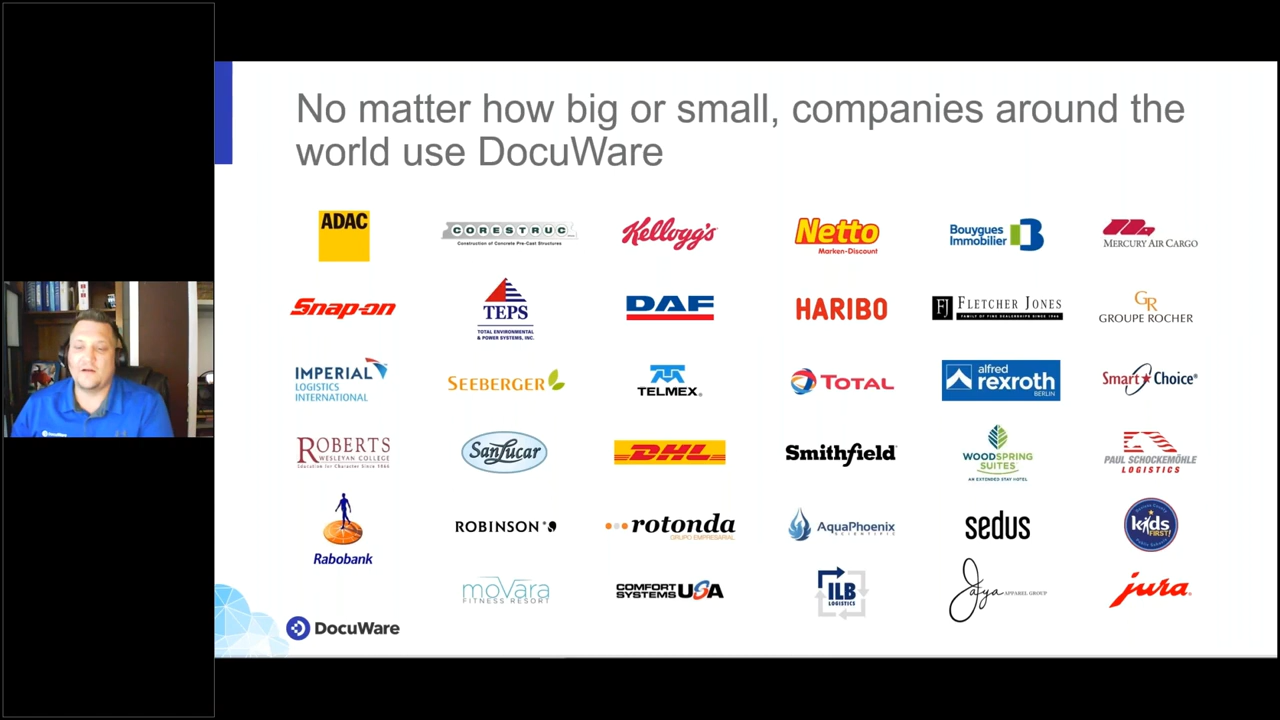 No matter how big or small, companies around the
world use DocuWare
ADAC
CORESTRUC
Construction of Concrete Pre-Cast Structures
Kellogg's
Netto
Marken-Discount
Bouygues
Immobilier
MERCURY AIR CARGO
Snap-on
TEPS
TOTAL ENVIRONMENTAL
& POWER SYSTEMS, INC.
DAF
HARIBO
FJ
FLETCHER JONES
FAMILY OF FINE DEALERSHIPS SINCE 1946
GR
GROUPE ROCHER
IMPERIAL
LOGISTICS
INTERNATIONAL
SEEBERGER
TELMEX
TOTAL
alfred
rexroth
BERLIN
Smart Choice®
ROBERTS
WESLEYAN COLLEGE
Education for Character Since 1866
SanLucar
DHL
Smithfield
WOODSPRING
SUITES
AN EXTENDED STAY HOTEL
PAUL SCHOCKEMÖHLE
LOGISTICS
Rabobank
ROBINSON
rotonda
GRUPO EMPRESARIAL
AquaPhoenix
SCIENTIFIC
sedus
kids
FIRST!
moVara
FITNESS RESORT
COMFORT
SYSTEMS USA
ILB
LOGISTICS
Jaya APPAREL GROUP
jura
DocuWare